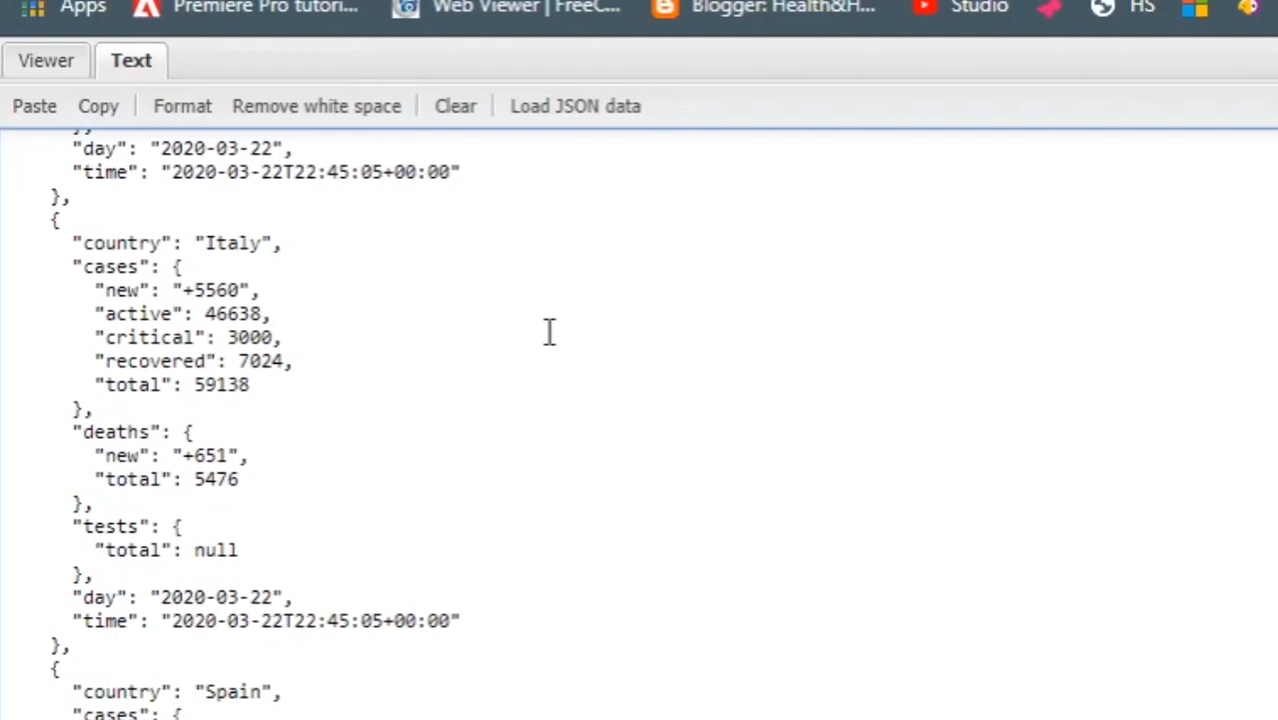 Apps Premiere Pro tutori... Web Viewer | FreeC... Blogger: Health&H... Studio HS
Viewer Text
Paste Copy Format Remove white space Clear Load JSON data
},
"day": "2020-03-22",
"time": "2020-03-22T22:45:05+00:00"
},
{
"country": "Italy",
"cases": {
"new": "+5560",
"active": 46638,
"critical": 3000,
"recovered": 7024,
"total": 59138
},
"deaths": {
"new": "+651",
"total": 5476
},
"tests": {
"total": null
},
"day": "2020-03-22",
"time": "2020-03-22T22:45:05+00:00"
},
{
"country": "Spain",
"cases": {